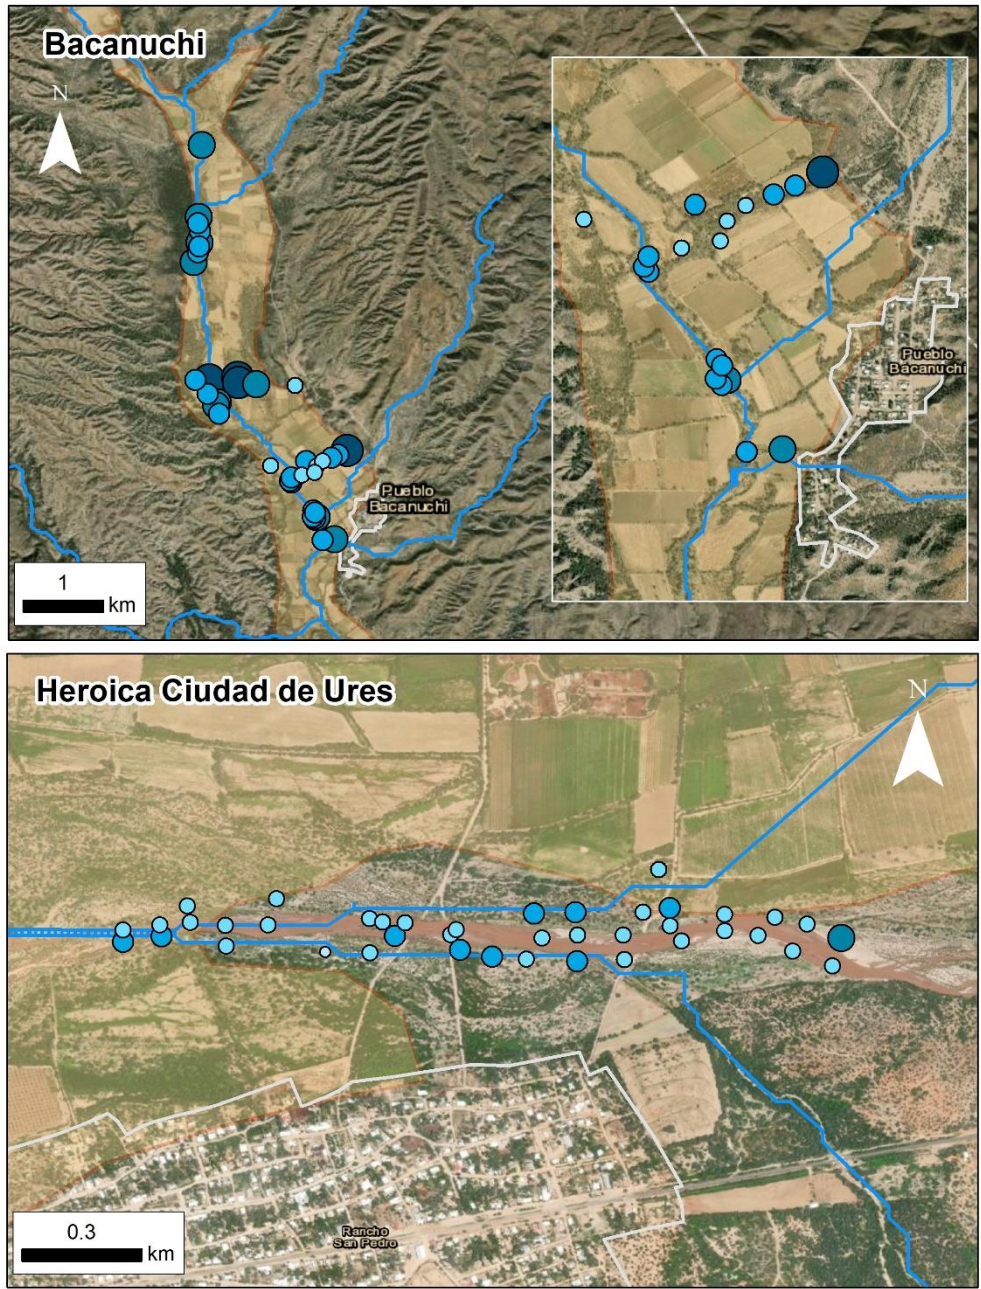 Bacanuchi
N
Pueblo
Bacanuchi
Pueblo
Bacanuchi
1
km
Heroica Ciudad de Ures
N
Rancho
San Pedro
0.3
km